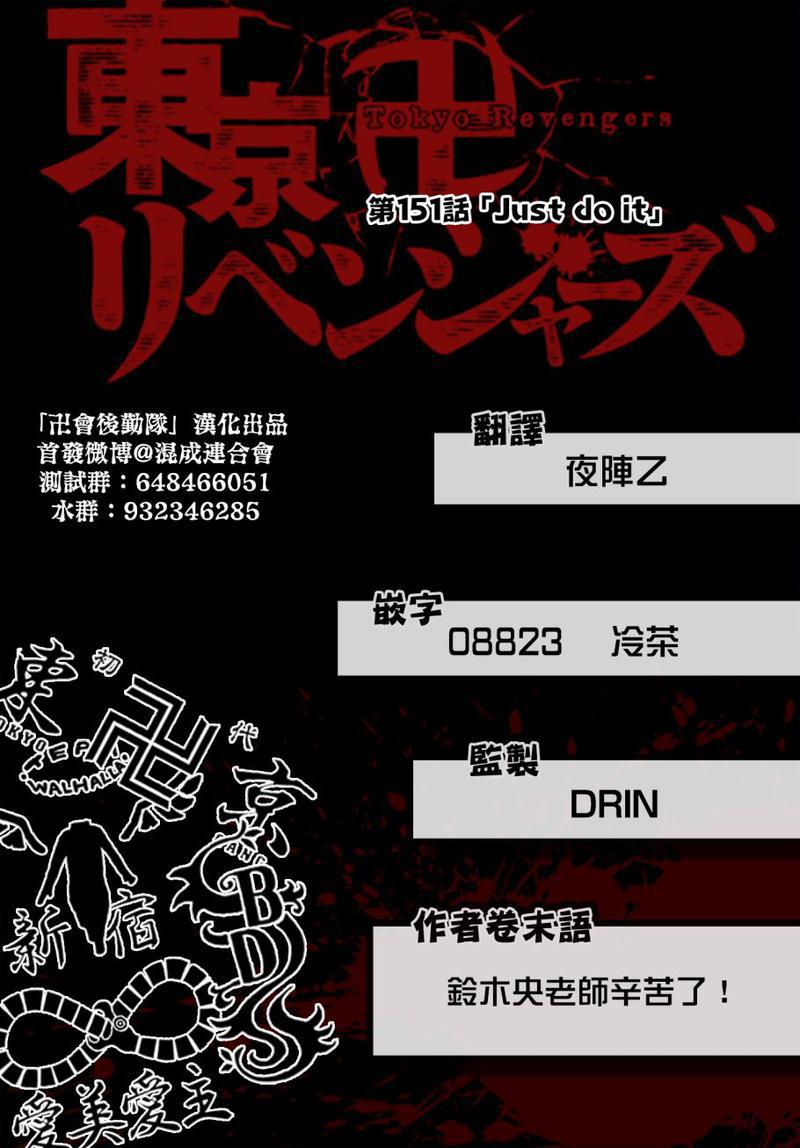 東京卍
Tokyo Revengers
第151話「Just do it」
リベンジャーズ
「卍會後勤隊」漢化出品
首發微博@混成連合會
測試群：648466051
水群：932346285
翻譯
夜陣乙
嵌字
08823 冷茶
監製
DRIN
作者卷末語
鈴木央老師辛苦了！
東
初
卍
代
WALHALLA
京
BD
新宿
愛美愛主